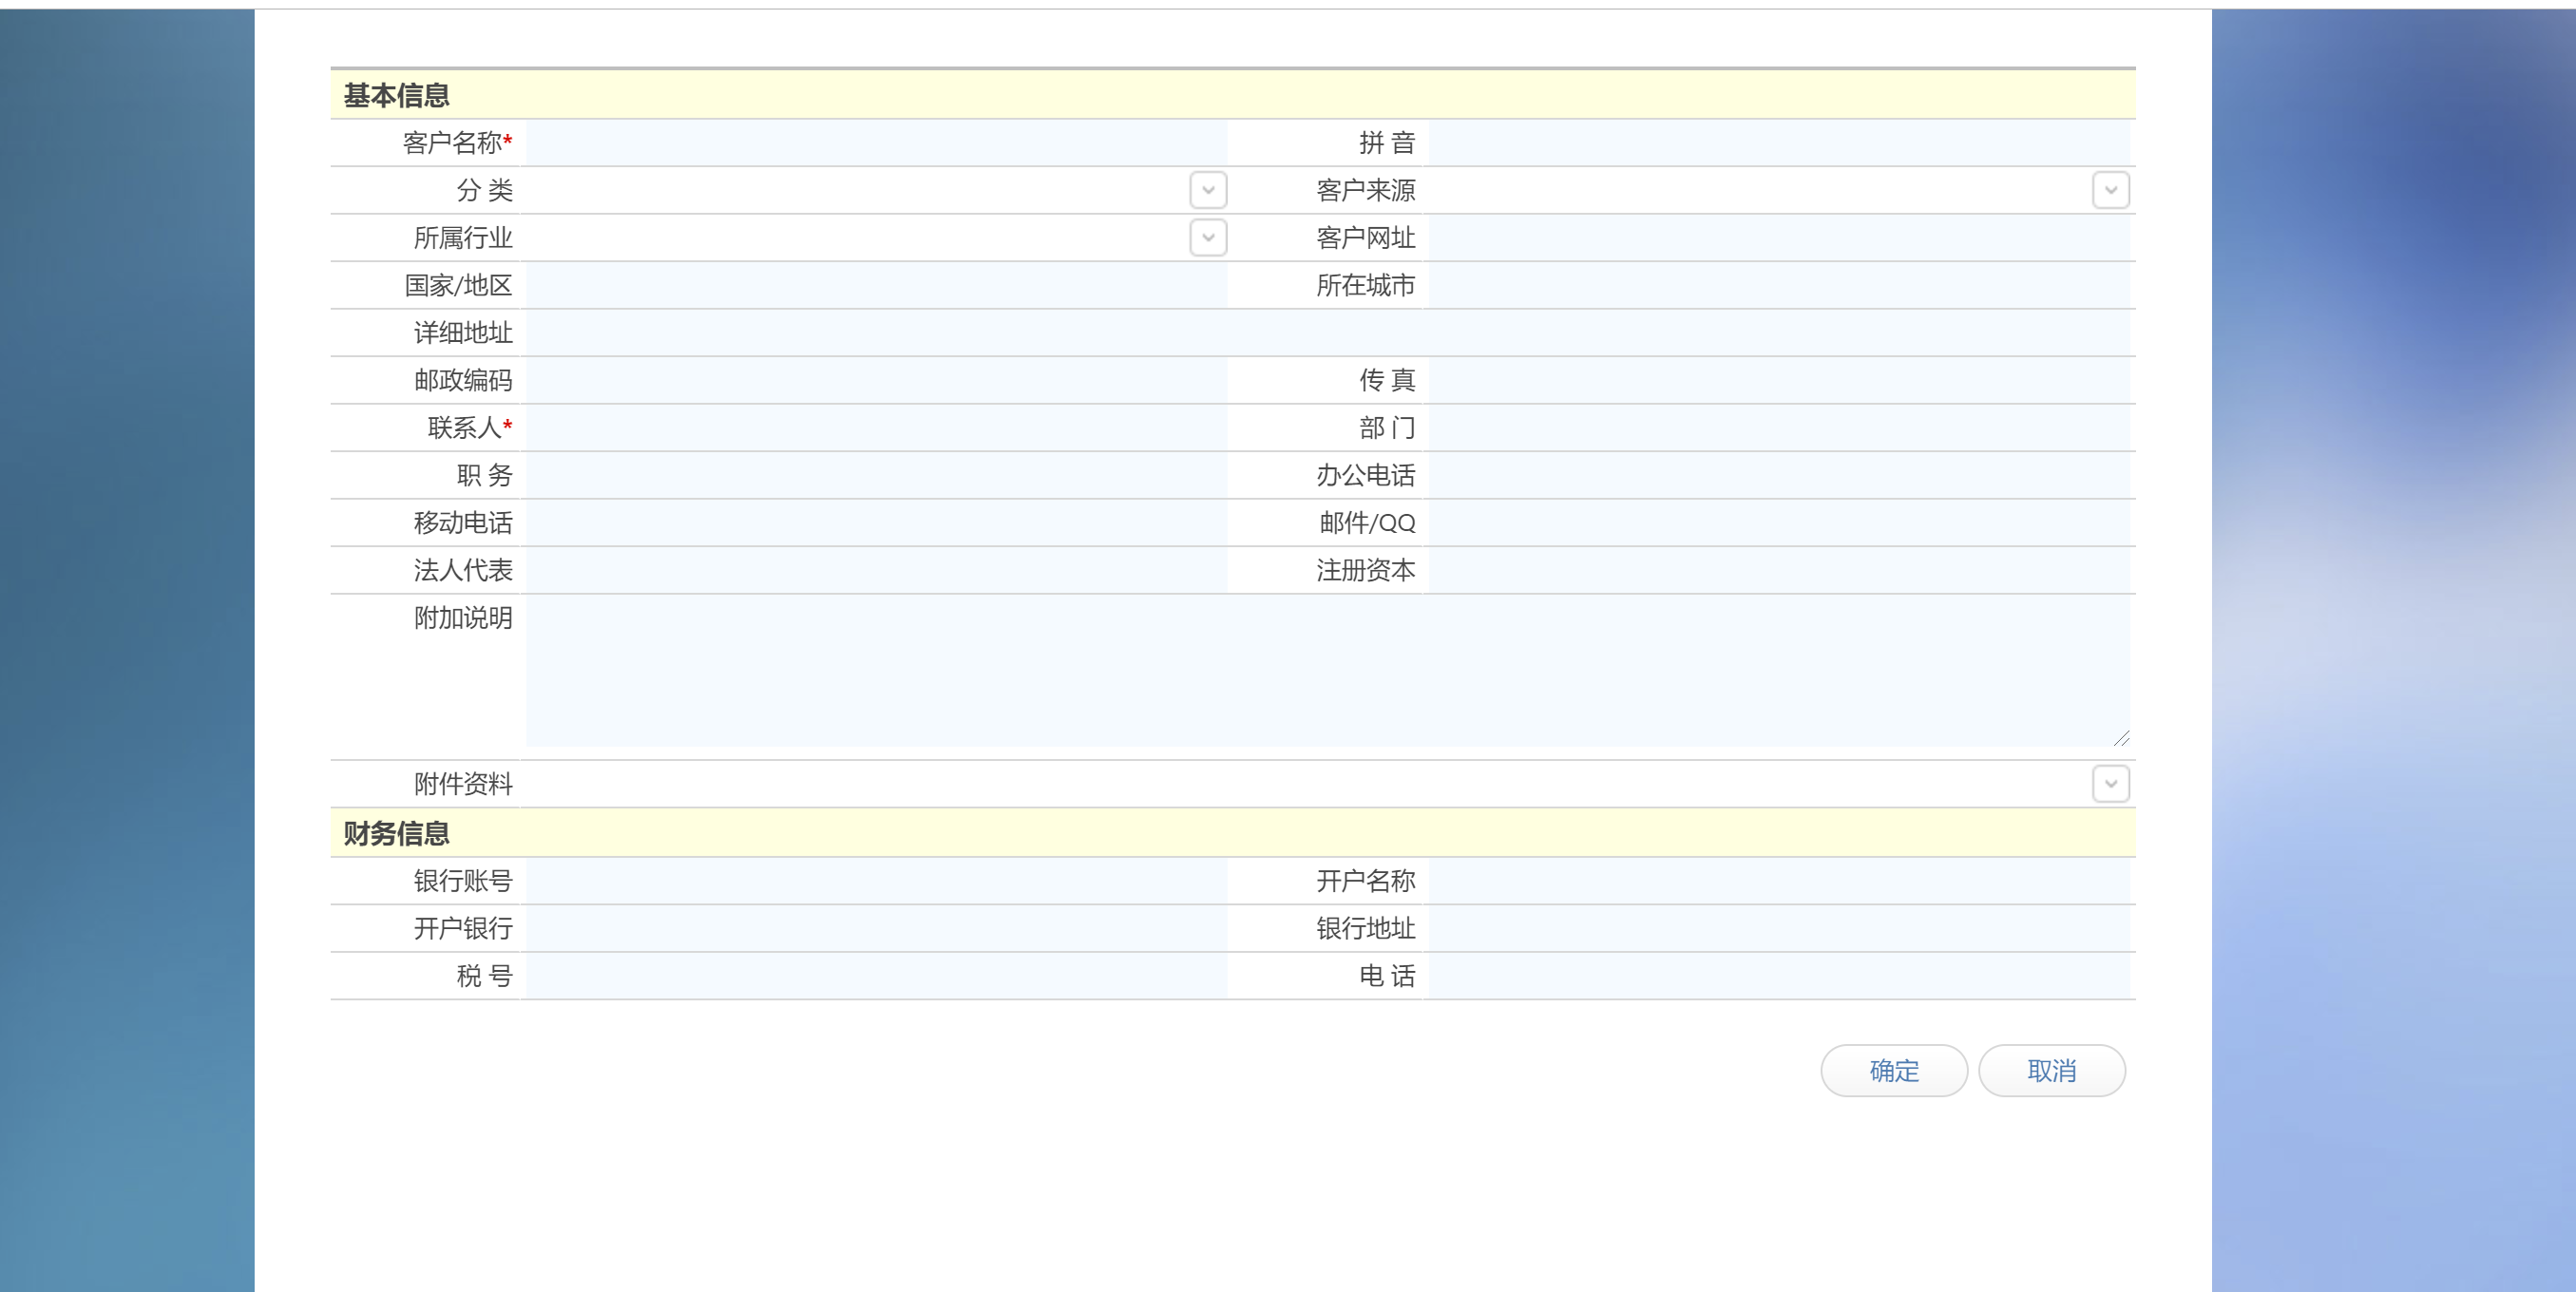 基本信息
客户名称* 拼 音
分 类 客户来源
所属行业 客户网址
国家/地区 所在城市
详细地址
邮政编码 传 真
联系人* 部 门
职 务 办公电话
移动电话 邮件/QQ
法人代表 注册资本
附加说明
附件资料
财务信息
银行账号 开户名称
开户银行 银行地址
税 号 电 话
确定 取消